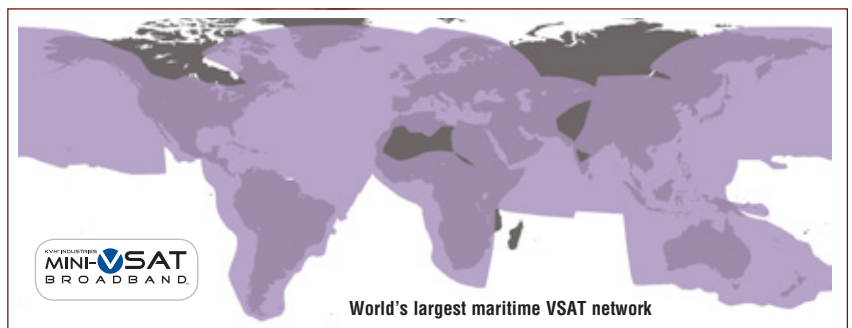 KVH® INDUSTRIES
MINI-VSAT
BROADBAND
World's largest maritime VSAT network